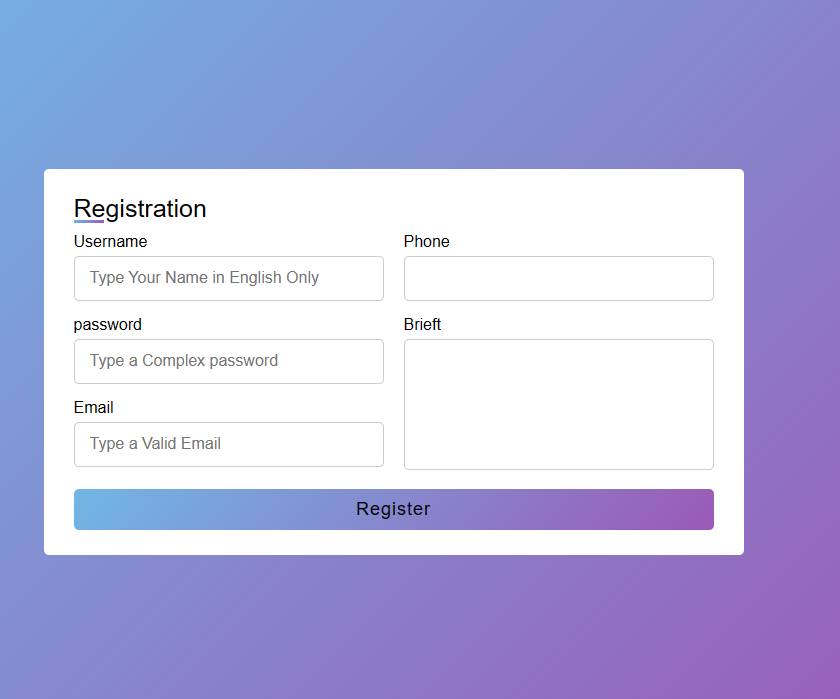 Registration
Username
Type Your Name in English Only
password
Type a Complex password
Email
Type a Valid Email
Phone
Brieft
Register